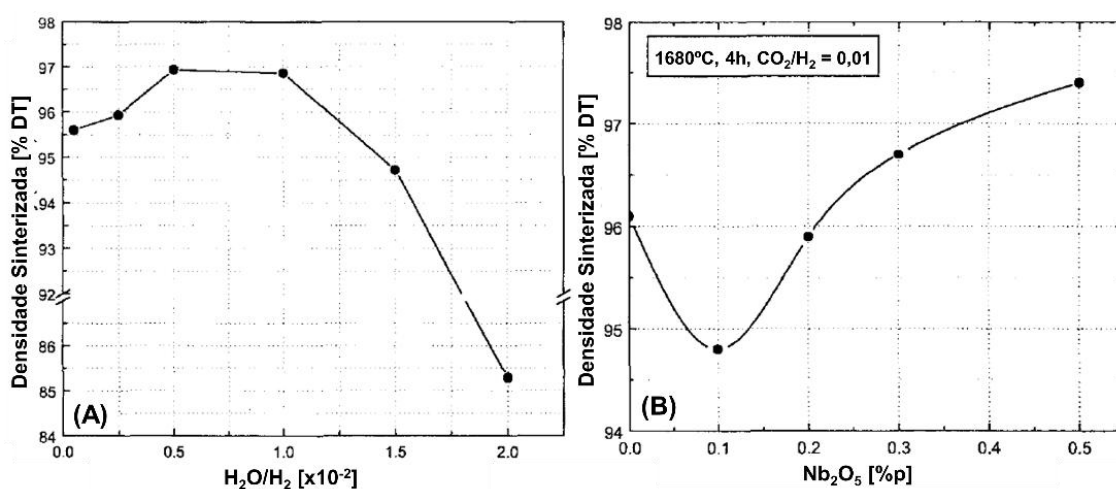 98
97
96
95
94
93
92
86
85
84
Densidade Sinterizada [% DT]
(A)
0.0 0.5 1.0 1.5 2.0
H₂O/H₂ [x10⁻²]
98
97
96
95
94
Densidade Sinterizada [% DT]
1680ºC, 4h, CO₂/H₂ = 0,01
(B)
0.0 0.1 0.2 0.3 0.4 0.5
Nb₂O₅ [%p]